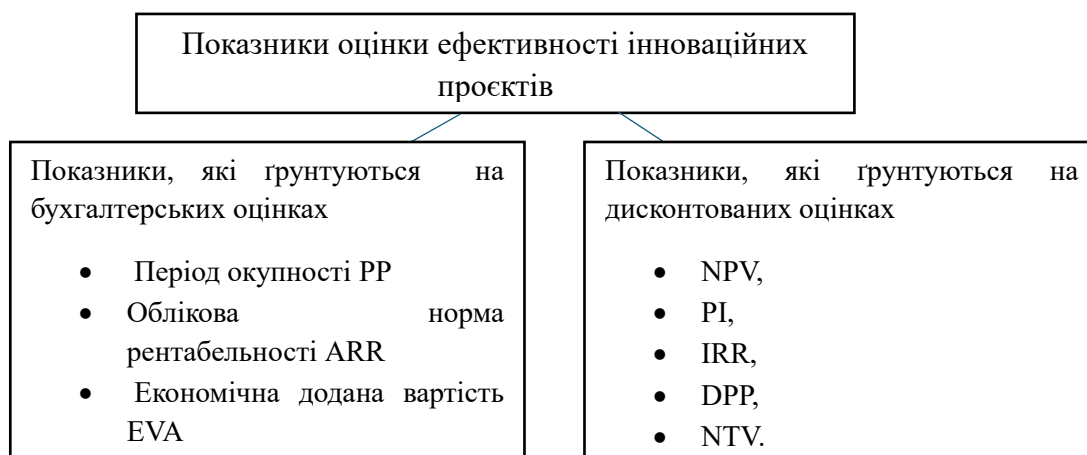 Показники оцінки ефективності інноваційних
проєктів
Показники, які ґрунтуються на
бухгалтерських оцінках
• Період окупності PP
• Облікова норма
рентабельності ARR
• Економічна додана вартість
EVA
Показники, які ґрунтуються на
дисконтованих оцінках
• NPV,
• PI,
• IRR,
• DPP,
• NTV.